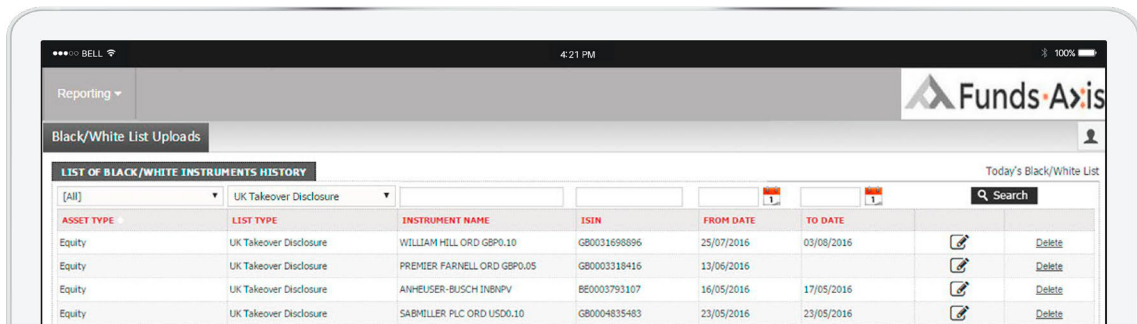 BELL 4:21 PM 100%
Reporting Funds-Axis
Black/White List Uploads
LIST OF BLACK/WHITE INSTRUMENTS HISTORY Today's Black/White List
[All] UK Takeover Disclosure 1 1 Search
ASSET TYPE LIST TYPE INSTRUMENT NAME ISIN FROM DATE TO DATE
Equity UK Takeover Disclosure WILLIAM HILL ORD GBP0.10 GB0031698896 25/07/2016 03/08/2016 Delete
Equity UK Takeover Disclosure PREMIER FARNELL ORD GBP0.05 GB0003318416 13/06/2016 Delete
Equity UK Takeover Disclosure ANHEUSER-BUSCH INBNPV BE0003793107 16/05/2016 17/05/2016 Delete
Equity UK Takeover Disclosure SABMILLER PLC ORD USD0.10 GB0004835483 23/05/2016 23/05/2016 Delete